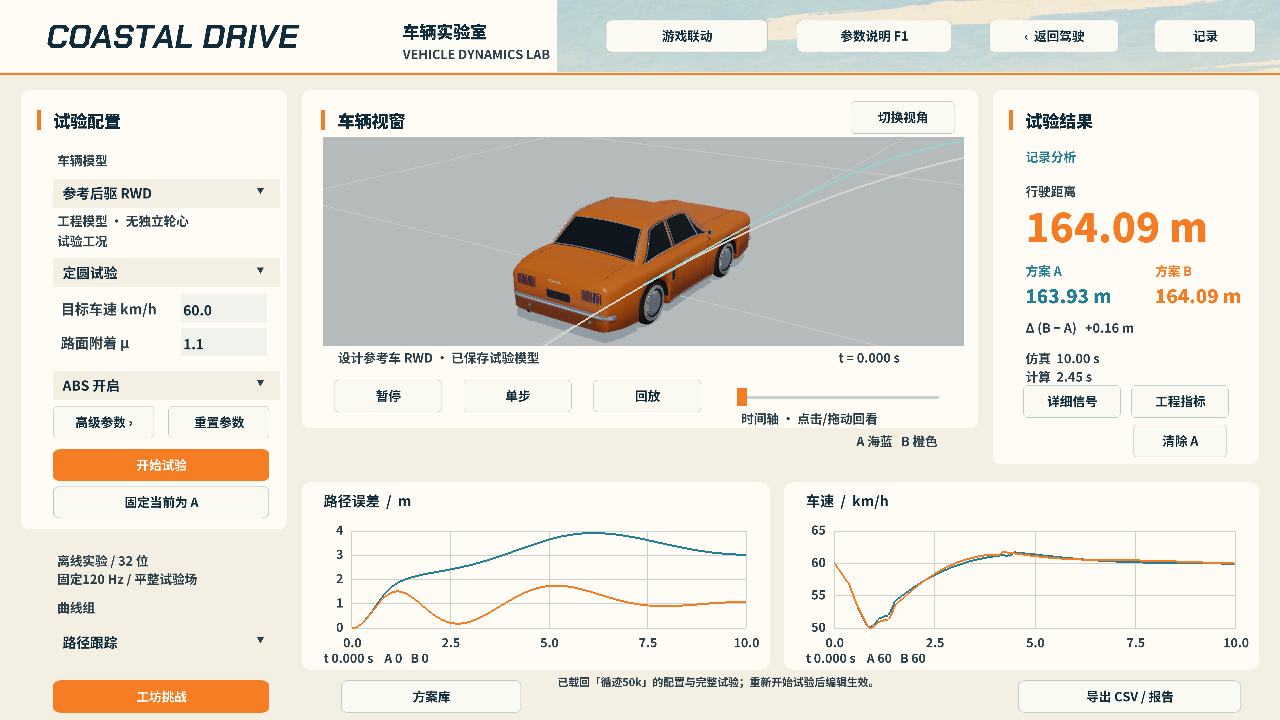 COASTAL DRIVE
车辆实验室
VEHICLE DYNAMICS LAB
游戏联动
参数说明 F1
‹ 返回驾驶
记录
试验配置
车辆模型
参考后驱 RWD
工程模型 · 无独立轮心
试验工况
定圆试验
目标车速 km/h
60.0
路面附着 μ
1.1
ABS 开启
高级参数 ›
重置参数
开始试验
固定当前为 A
离线实验 / 32 位
固定120 Hz / 平整试验场
曲线组
路径跟踪
工坊挑战
车辆视窗
切换视角
设计参考车 RWD · 已保存试验模型
t = 0.000 s
暂停
单步
回放
时间轴 · 点击/拖动回看
A 海蓝 B 橙色
试验结果
记录分析
行驶距离
164.09 m
方案 A
方案 B
163.93 m
164.09 m
Δ (B − A) +0.16 m
仿真 10.00 s
计算 2.45 s
详细信号
工程指标
清除 A
路径误差 / m
4
3
2
1
0
0.0
2.5
5.0
7.5
10.0
t 0.000 s A 0 B 0
车速 / km/h
65
60
55
50
0.0
2.5
5.0
7.5
10.0
t 0.000 s A 60 B 60
方案库
已载回「循迹50k」的配置与完整试验；重新开始试验后编辑生效。
导出 CSV / 报告